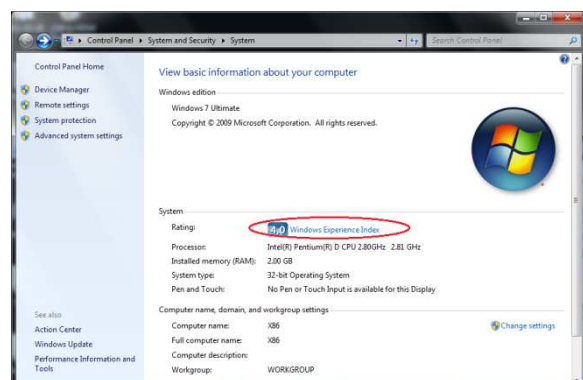 Control Panel ▸ System and Security ▸ System
Search Control Panel
Control Panel Home
Device Manager
Remote settings
System protection
Advanced system settings
See also
Action Center
Windows Update
Performance Information and
Tools
View basic information about your computer
Windows edition
Windows 7 Ultimate
Copyright © 2009 Microsoft Corporation. All rights reserved.
System
Rating: 4.0 Windows Experience Index
Processor: Intel(R) Pentium(R) D CPU 2.80GHz 2.81 GHz
Installed memory (RAM): 2.00 GB
System type: 32-bit Operating System
Pen and Touch: No Pen or Touch Input is available for this Display
Computer name, domain, and workgroup settings
Computer name: X86
Change settings
Full computer name: X86
Computer description:
Workgroup: WORKGROUP